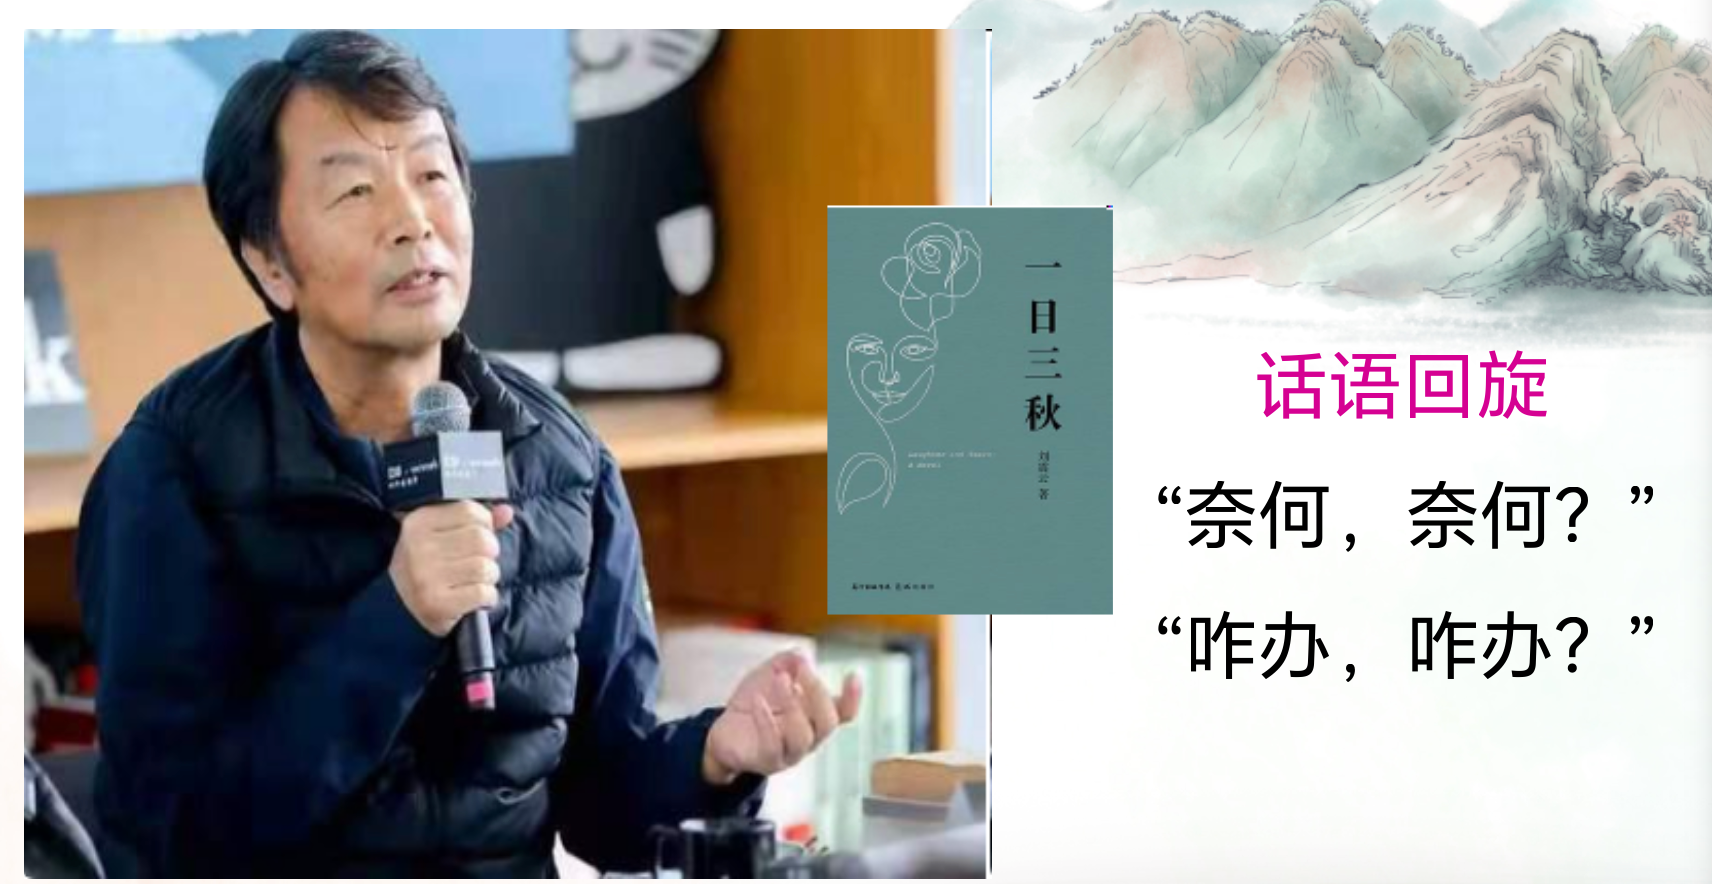 一日三秋
刘震云 著
话语回旋
“奈何，奈何？”
“咋办，咋办？”